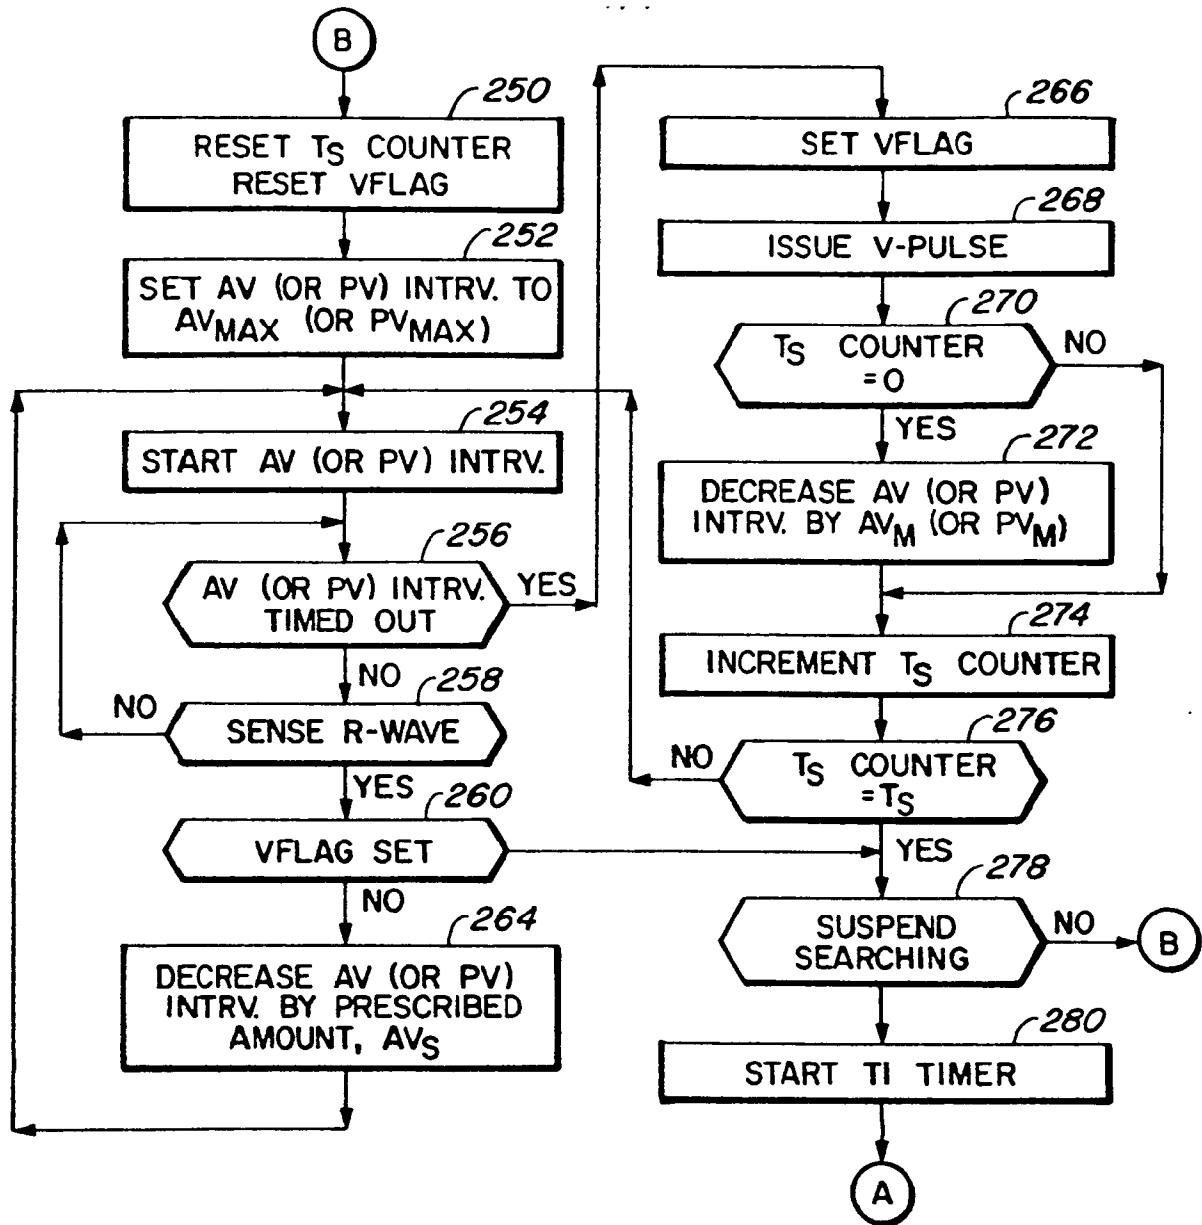 B
250
RESET TS COUNTER
RESET VFLAG
252
SET AV (OR PV) INTRV. TO
AVMAX (OR PVMAX)
254
START AV (OR PV) INTRV.
256
AV (OR PV) INTRV.
TIMED OUT
YES
NO
258
SENSE R-WAVE
NO
YES
260
VFLAG SET
NO
264
DECREASE AV (OR PV)
INTRV. BY PRESCRIBED
AMOUNT, AVS
266
SET VFLAG
268
ISSUE V-PULSE
270
TS COUNTER
=0
NO
YES
272
DECREASE AV (OR PV)
INTRV. BY AVM (OR PVM)
274
INCREMENT TS COUNTER
276
TS COUNTER
=TS
NO
YES
278
SUSPEND
SEARCHING
NO
B
280
START TI TIMER
A